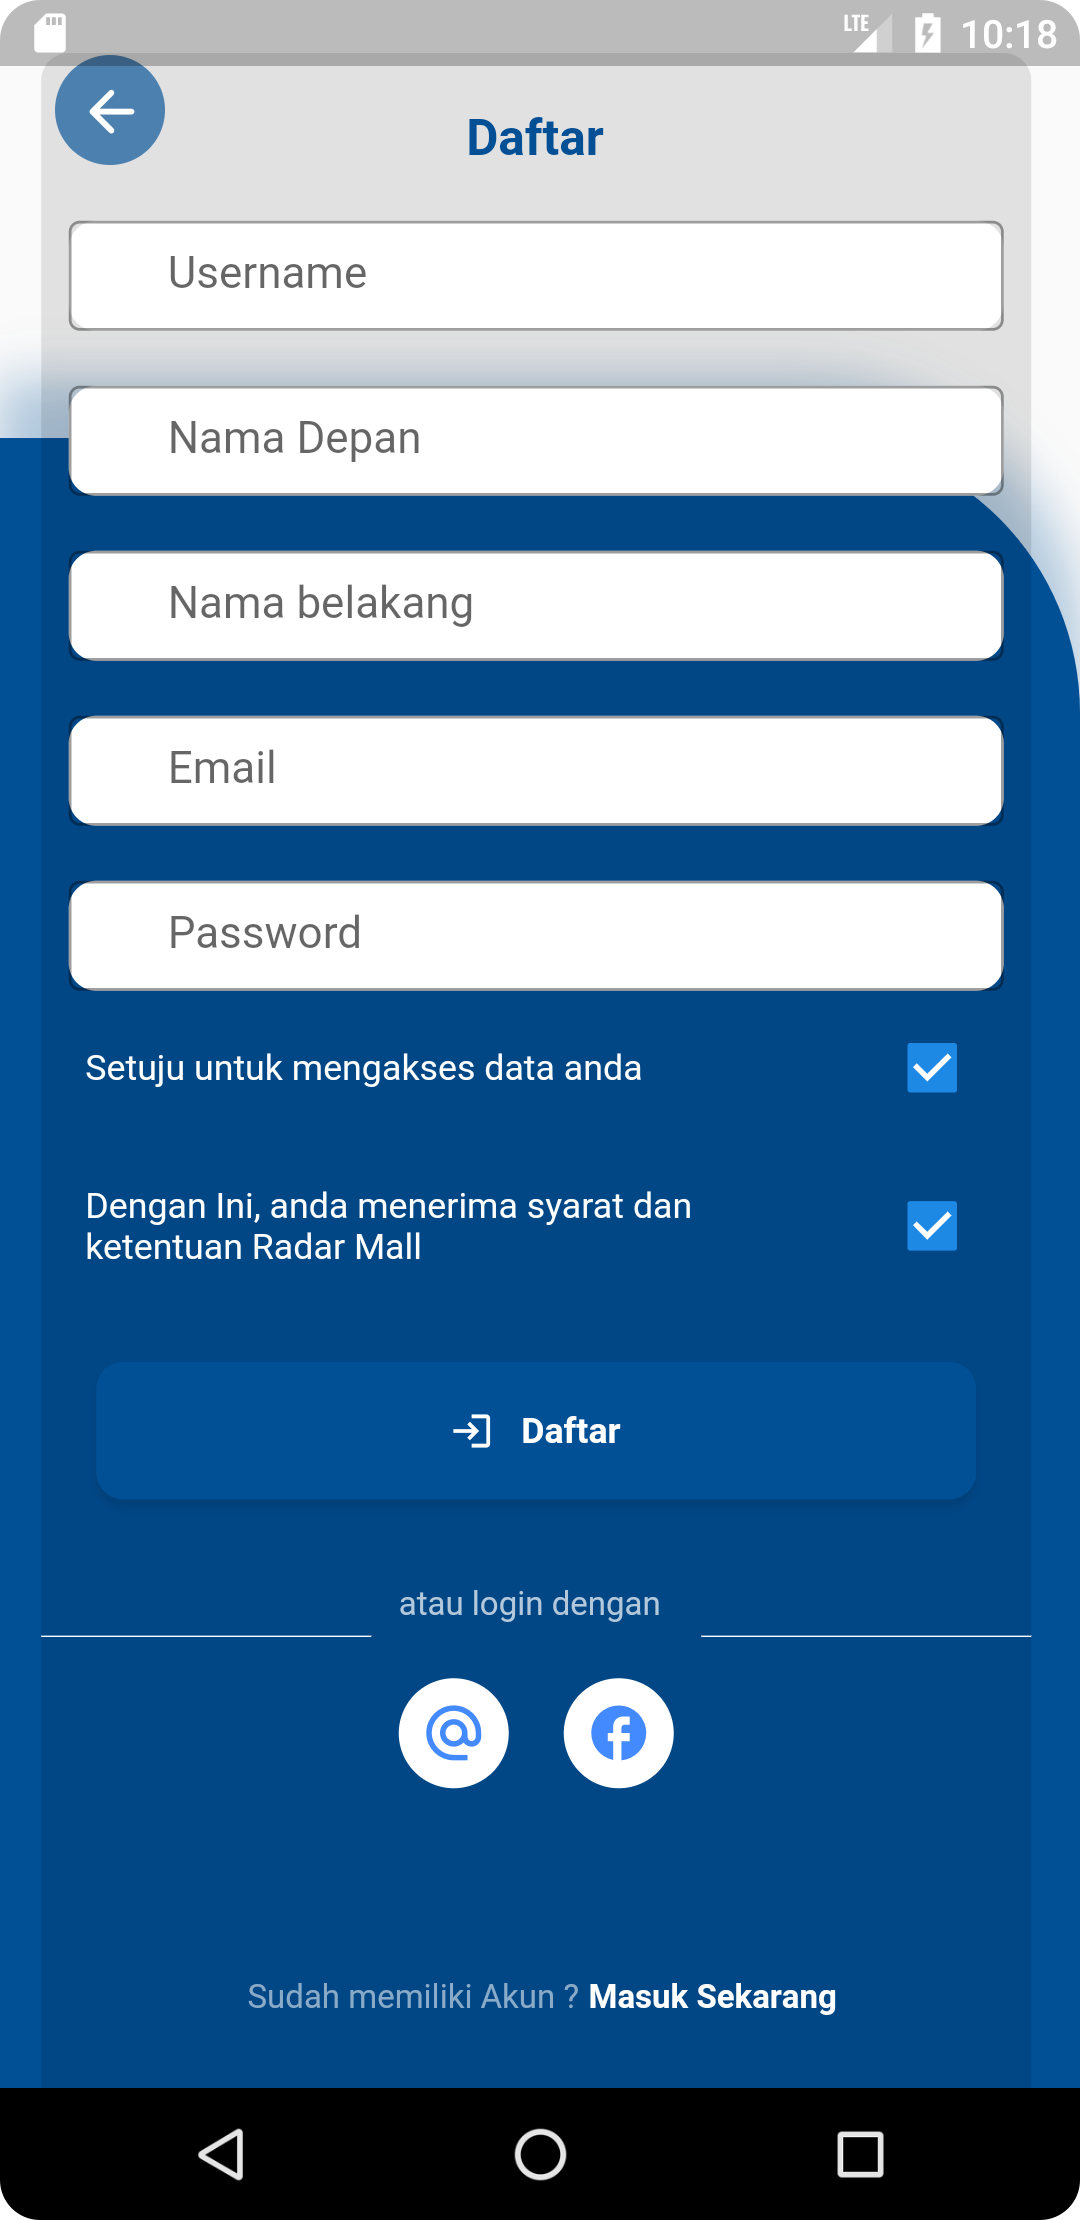 LTE 10:18
Daftar
Username
Nama Depan
Nama belakang
Email
Password
Setuju untuk mengakses data anda
Dengan Ini, anda menerima syarat dan
ketentuan Radar Mall
Daftar
atau login dengan
Sudah memiliki Akun ? Masuk Sekarang